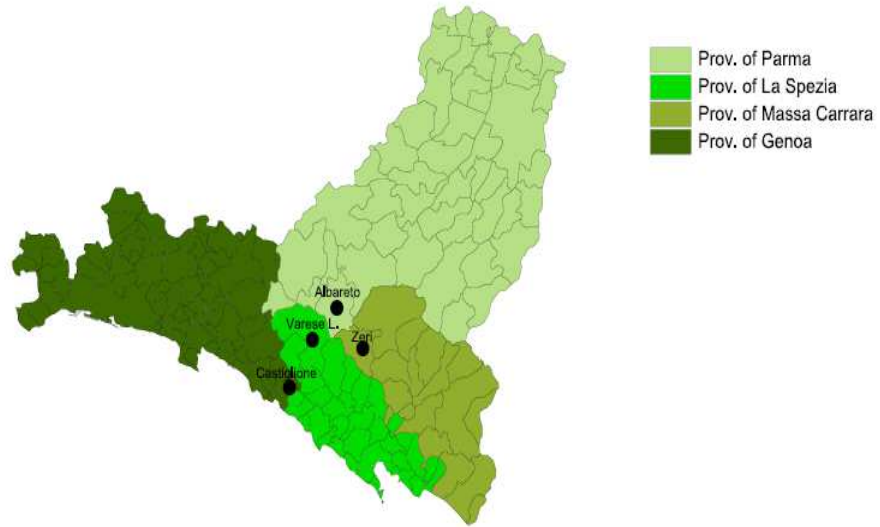 Prov. of Parma
Prov. of La Spezia
Prov. of Massa Carrara
Prov. of Genoa
Albareto
Varese L.
Zeri
Castiglione